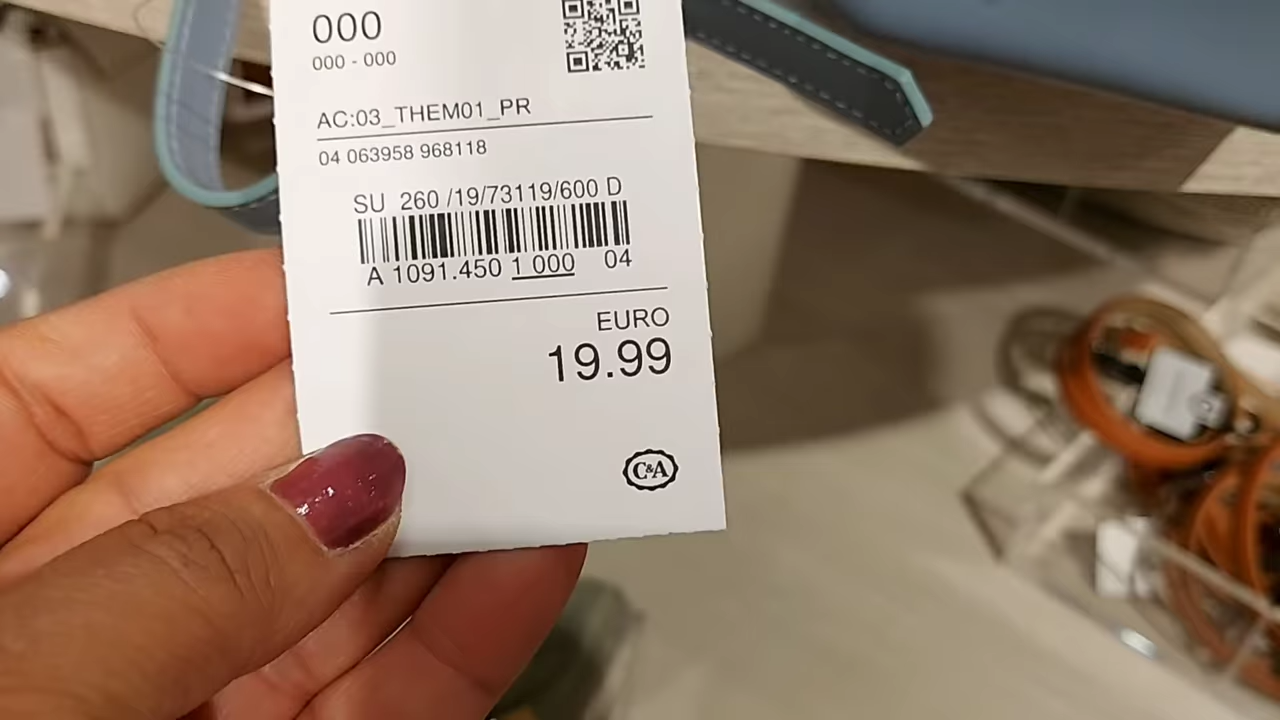 000
000 - 000
AC:03_THEM01_PR
04 063958 968118
SU 260 /19/73119/600 D
A 1091.450 1 000 04
EURO
19.99
C&A